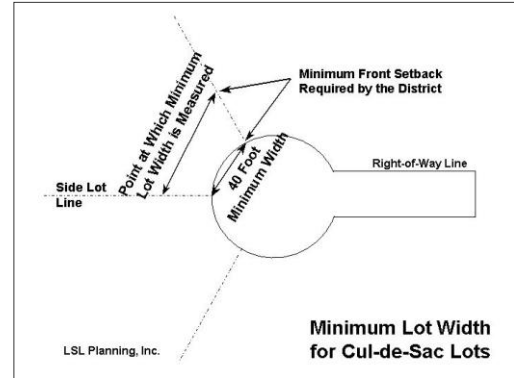 Point at Which Minimum
Lot Width is Measured
Minimum Front Setback
Required by the District
40 Foot
Minimum Width
Right-of-Way Line
Side Lot
Line
Minimum Lot Width
for Cul-de-Sac Lots
LSL Planning, Inc.